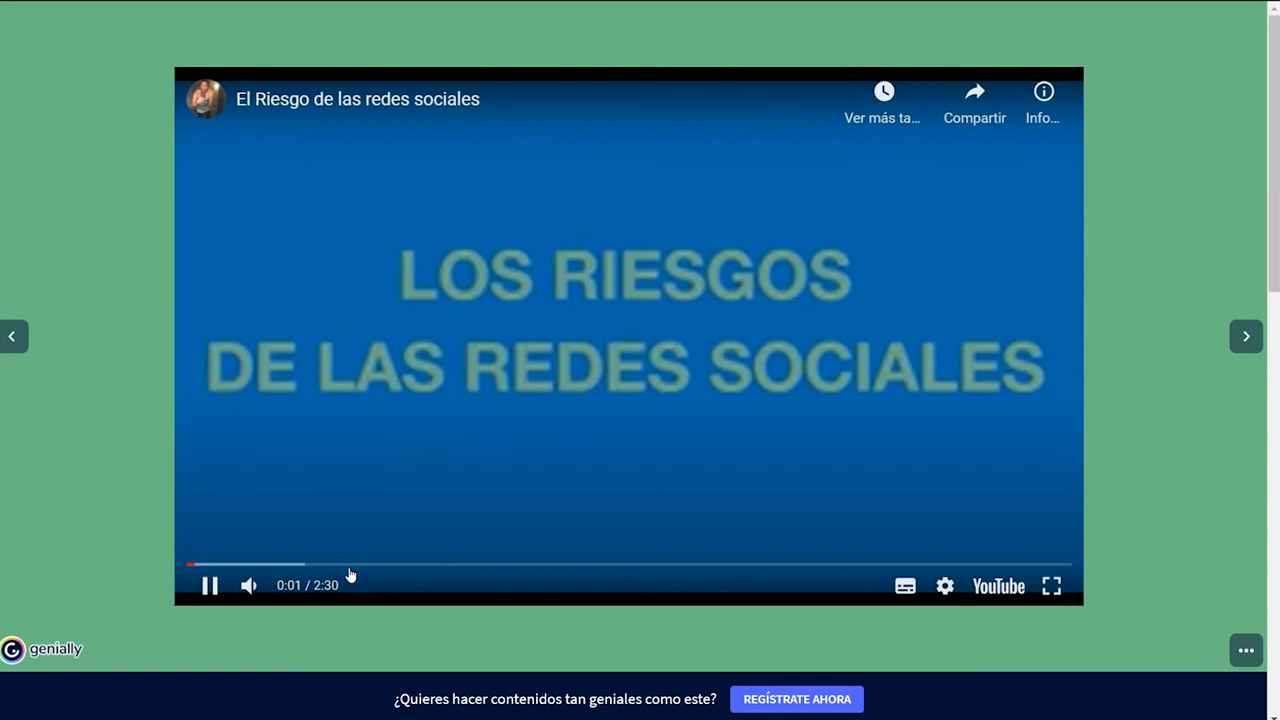 El Riesgo de las redes sociales
Ver más ta...
Compartir
Info...
LOS RIESGOS
DE LAS REDES SOCIALES
0:01 / 2:30
YouTube
genially
¿Quieres hacer contenidos tan geniales como este?
REGÍSTRATE AHORA